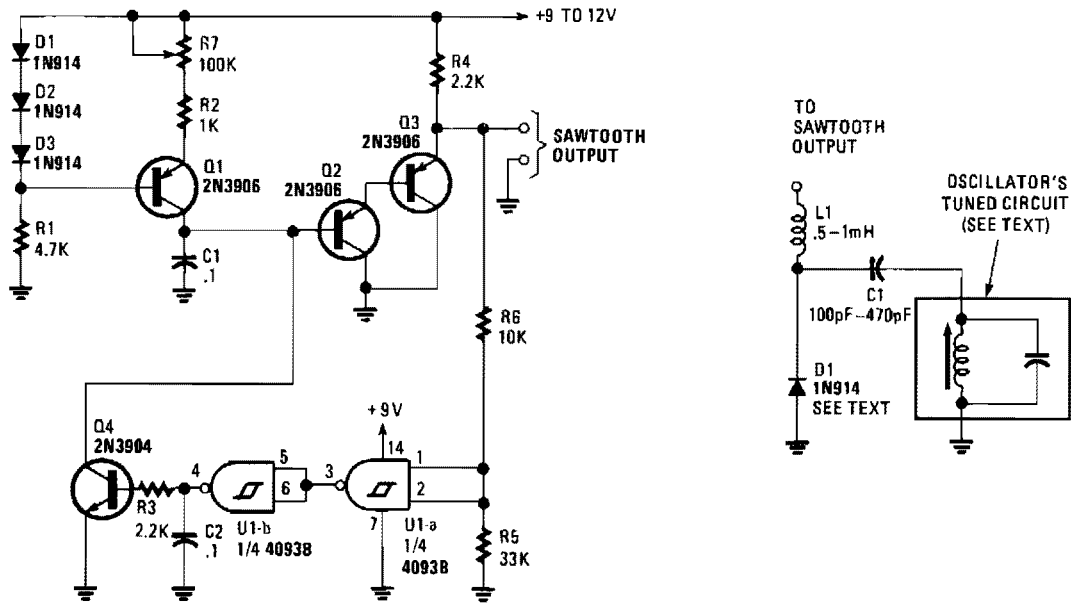 +9 TO 12V
D1
1N914
R7
100K
R4
2.2K
D2
1N914
R2
1K
D3
1N914
Q3
2N3906
SAWTOOTH
OUTPUT
Q1
2N3906
Q2
2N3906
R1
4.7K
C1
.1
R6
10K
+9V
Q4
2N3904
4
5
6
3
14
1
2
7
R3
2.2K
C2
.1
U1-b
1/4 4093B
U1-a
1/4
4093B
R5
33K
TO
SAWTOOTH
OUTPUT
L1
.5–1mH
OSCILLATOR'S
TUNED CIRCUIT
(SEE TEXT)
C1
100pF–470pF
D1
1N914
SEE TEXT